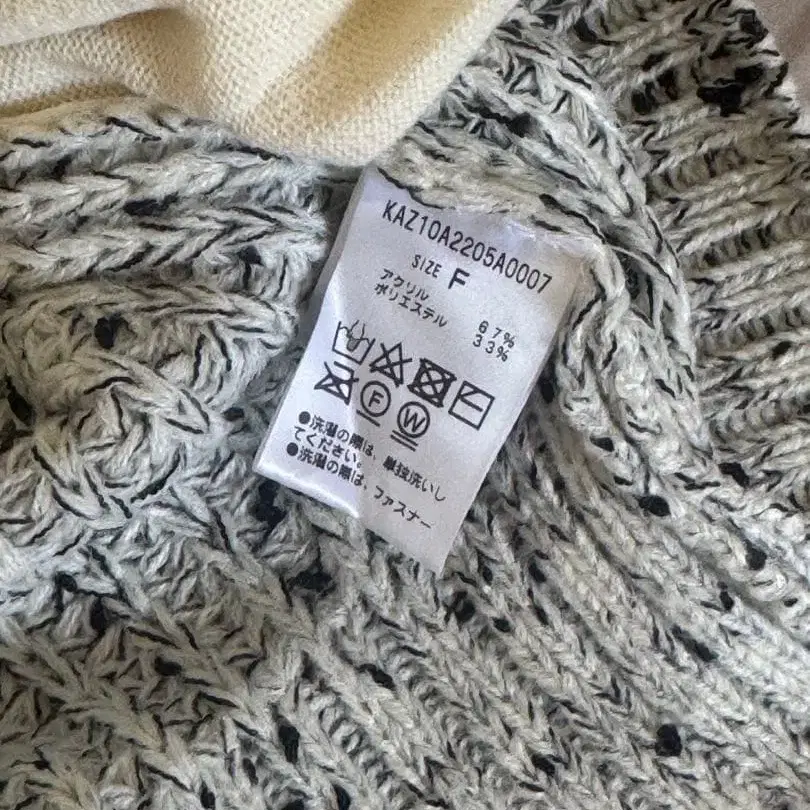 KAZ10A2205A0007
SIZE F
アクリル 67%
ポリエステル 33%
F W
●洗濯の際は、単独洗いし
てください。
●洗濯の際は、ファスナー